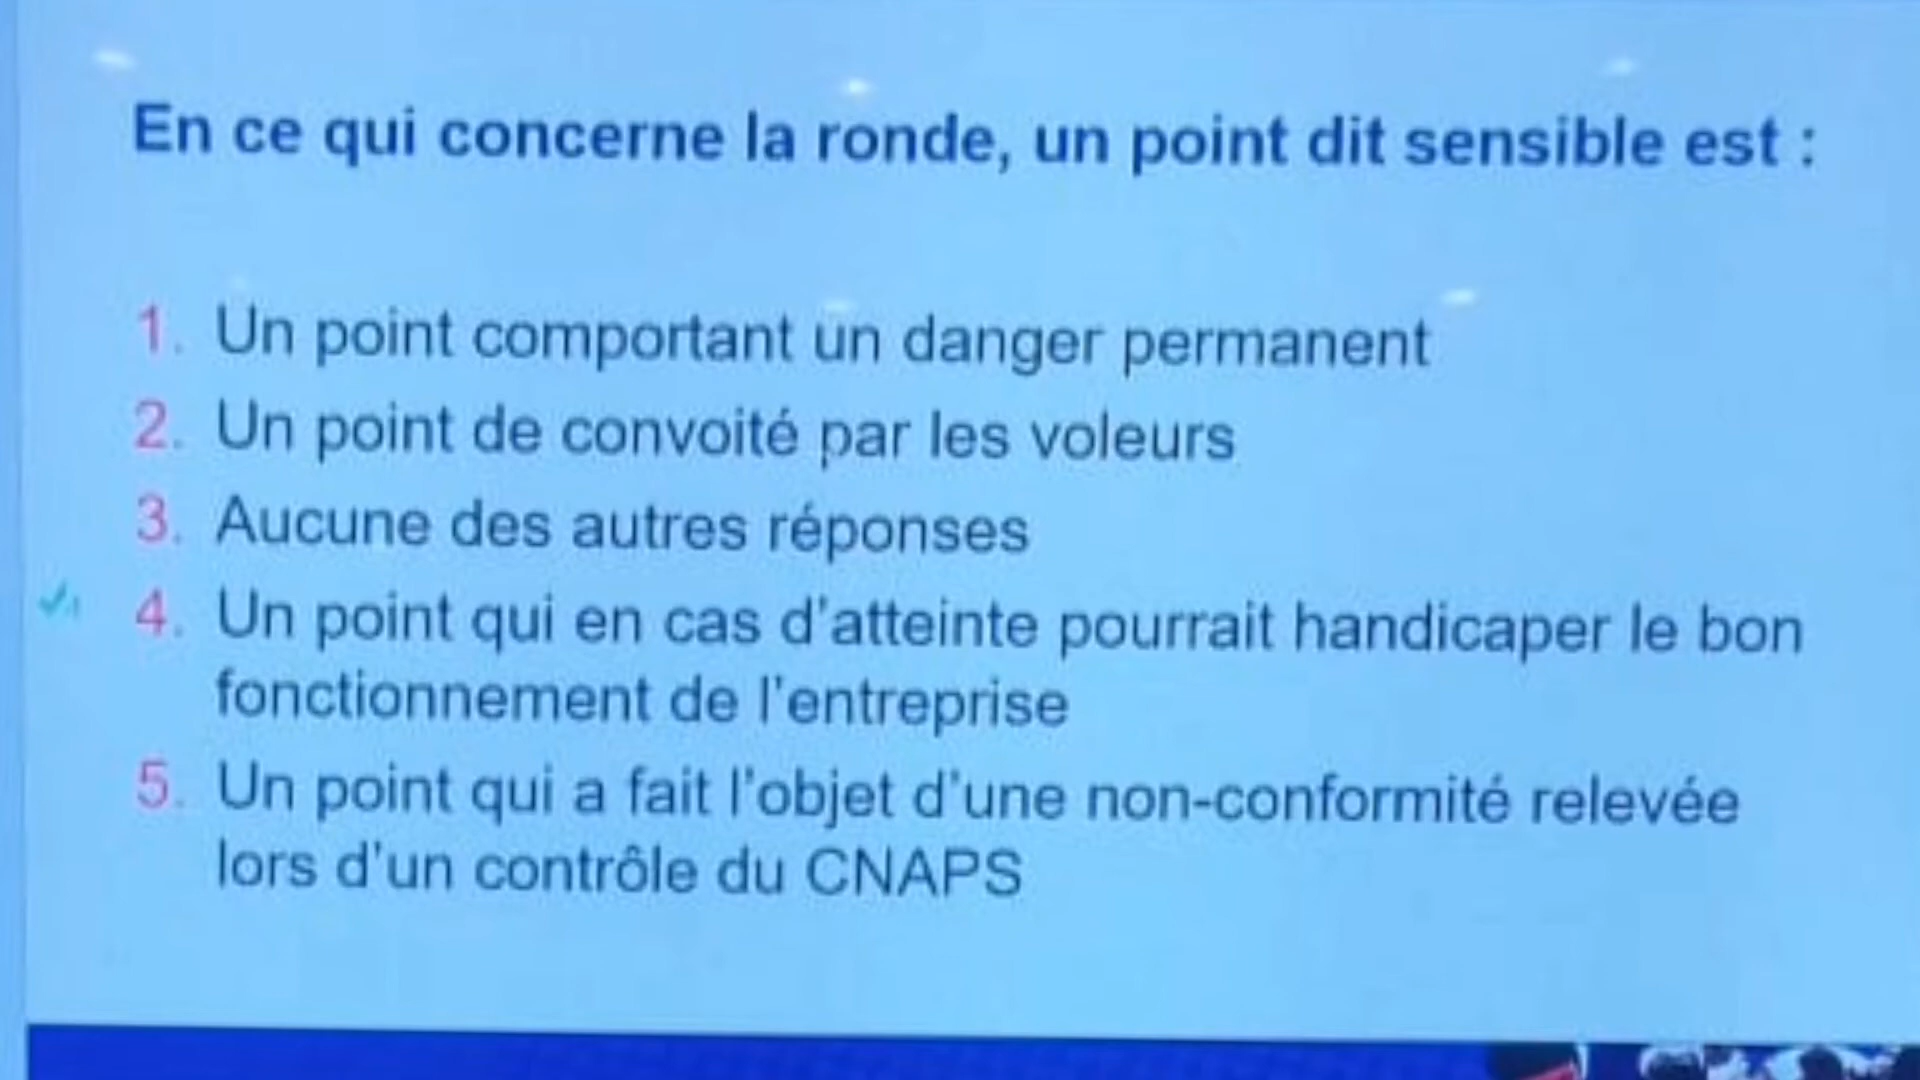 En ce qui concerne la ronde, un point dit sensible est :
1. Un point comportant un danger permanent
2. Un point de convoité par les voleurs
3. Aucune des autres réponses
4. Un point qui en cas d'atteinte pourrait handicaper le bon
fonctionnement de l'entreprise
5. Un point qui a fait l'objet d'une non-conformité relevée
lors d'un contrôle du CNAPS